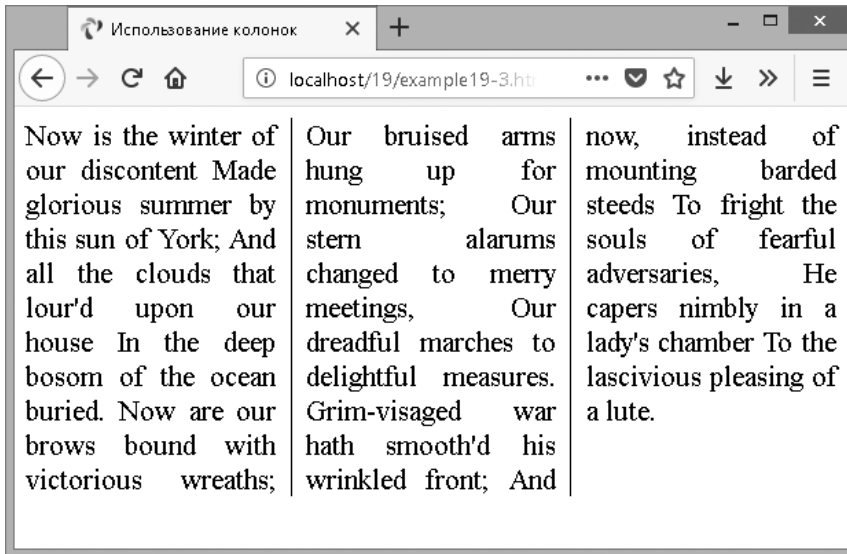 Использование колонок
localhost/19/example19-3.ht
Now is the winter of
our discontent Made
glorious summer by
this sun of York; And
all the clouds that
lour'd upon our
house In the deep
bosom of the ocean
buried. Now are our
brows bound with
victorious wreaths;
Our bruised arms
hung up for
monuments; Our
stern alarums
changed to merry
meetings, Our
dreadful marches to
delightful measures.
Grim-visaged war
hath smooth'd his
wrinkled front; And
now, instead of
mounting barded
steeds To fright the
souls of fearful
adversaries, He
capers nimbly in a
lady's chamber To the
lascivious pleasing of
a lute.